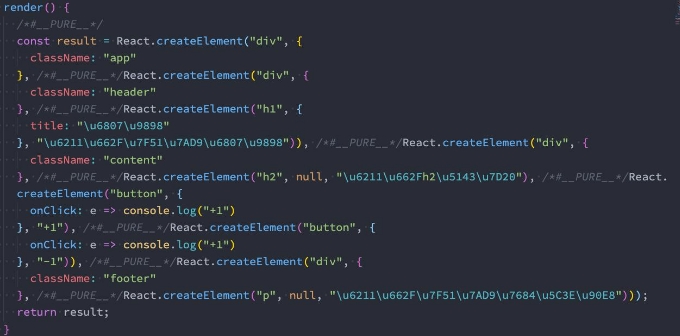 render() {
/*#__PURE__*/
const result = React.createElement("div", {
className: "app"
}, /*#__PURE__*/React.createElement("div", {
className: "header"
}, /*#__PURE__*/React.createElement("h1", {
title: "\u6807\u9898"
}, "\u6211\u662F\u7F51\u7AD9\u6807\u9898")), /*#__PURE__*/React.createElement("div", {
className: "content"
}, /*#__PURE__*/React.createElement("h2", null, "\u6211\u662Fh2\u5143\u7D20"), /*#__PURE__*/React.
createElement("button", {
onClick: e => console.log("+1")
}, "+1"), /*#__PURE__*/React.createElement("button", {
onClick: e => console.log("+1")
}, "-1")), /*#__PURE__*/React.createElement("div", {
className: "footer"
}, /*#__PURE__*/React.createElement("p", null, "\u6211\u662F\u7F51\u7AD9\u7684\u5C3E\u90E8")));
return result;
}